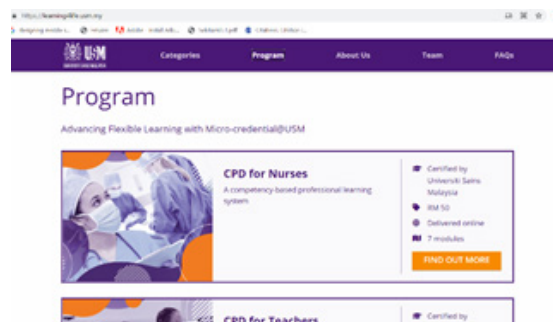 https://learning4life.usm.my
USM
Categories
Program
About Us
Team
FAQs
Program
Advancing Flexible Learning with Micro-credential@USM
CPD for Nurses
A competency-based professional learning
system
Certified by
Universiti Sains
Malaysia
RM 50
Delivered online
7 modules
FIND OUT MORE
CPD for Teachers
Certified by